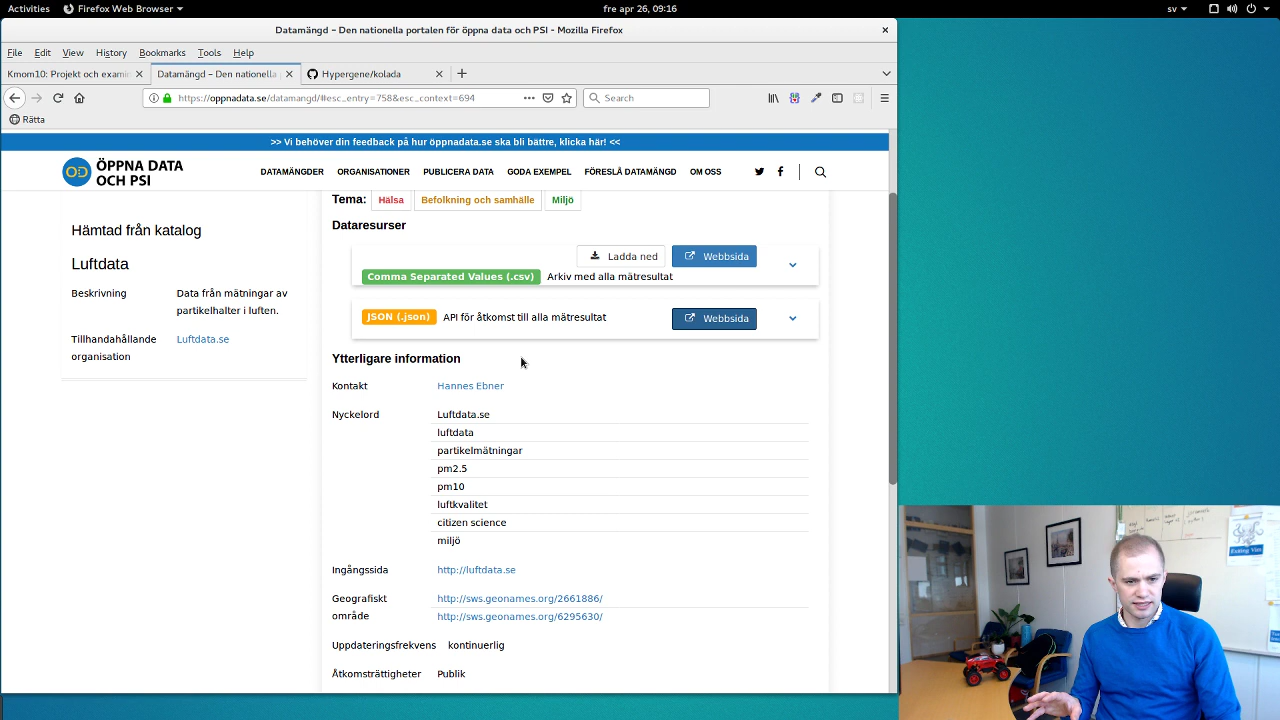 Activities
Firefox Web Browser
fre apr 26, 09:16
sv
Datamängd – Den nationella portalen för öppna data och PSI - Mozilla Firefox
File Edit View History Bookmarks Tools Help
Kmom10: Projekt och exami
Datamängd – Den nationella
Hypergene/kolada
https://oppnadata.se/datamangd/#esc_entry=758&esc_context=694
Search
Rätta
>> Vi behöver din feedback på hur öppnadata.se ska bli bättre, klicka här! <<
ÖPPNA DATA
OCH PSI
DATAMÄNGDER ORGANISATIONER PUBLICERA DATA GODA EXEMPEL FÖRESLÅ DATAMÄNGD OM OSS
Hämtad från katalog
Luftdata
Beskrivning
Data från mätningar av
partikelhalter i luften.
Tillhandahållande
organisation
Luftdata.se
Tema: Hälsa Befolkning och samhälle Miljö
Dataresurser
Ladda ned Webbsida
Comma Separated Values (.csv) Arkiv med alla mätresultat
JSON (.json) API för åtkomst till alla mätresultat Webbsida
Ytterligare information
Kontakt Hannes Ebner
Nyckelord Luftdata.se
luftdata
partikelmätningar
pm2.5
pm10
luftkvalitet
citizen science
miljö
Ingångssida http://luftdata.se
Geografiskt
område
http://sws.geonames.org/2661886/
http://sws.geonames.org/6295630/
Uppdateringsfrekvens kontinuerlig
Åtkomsträttigheter Publik